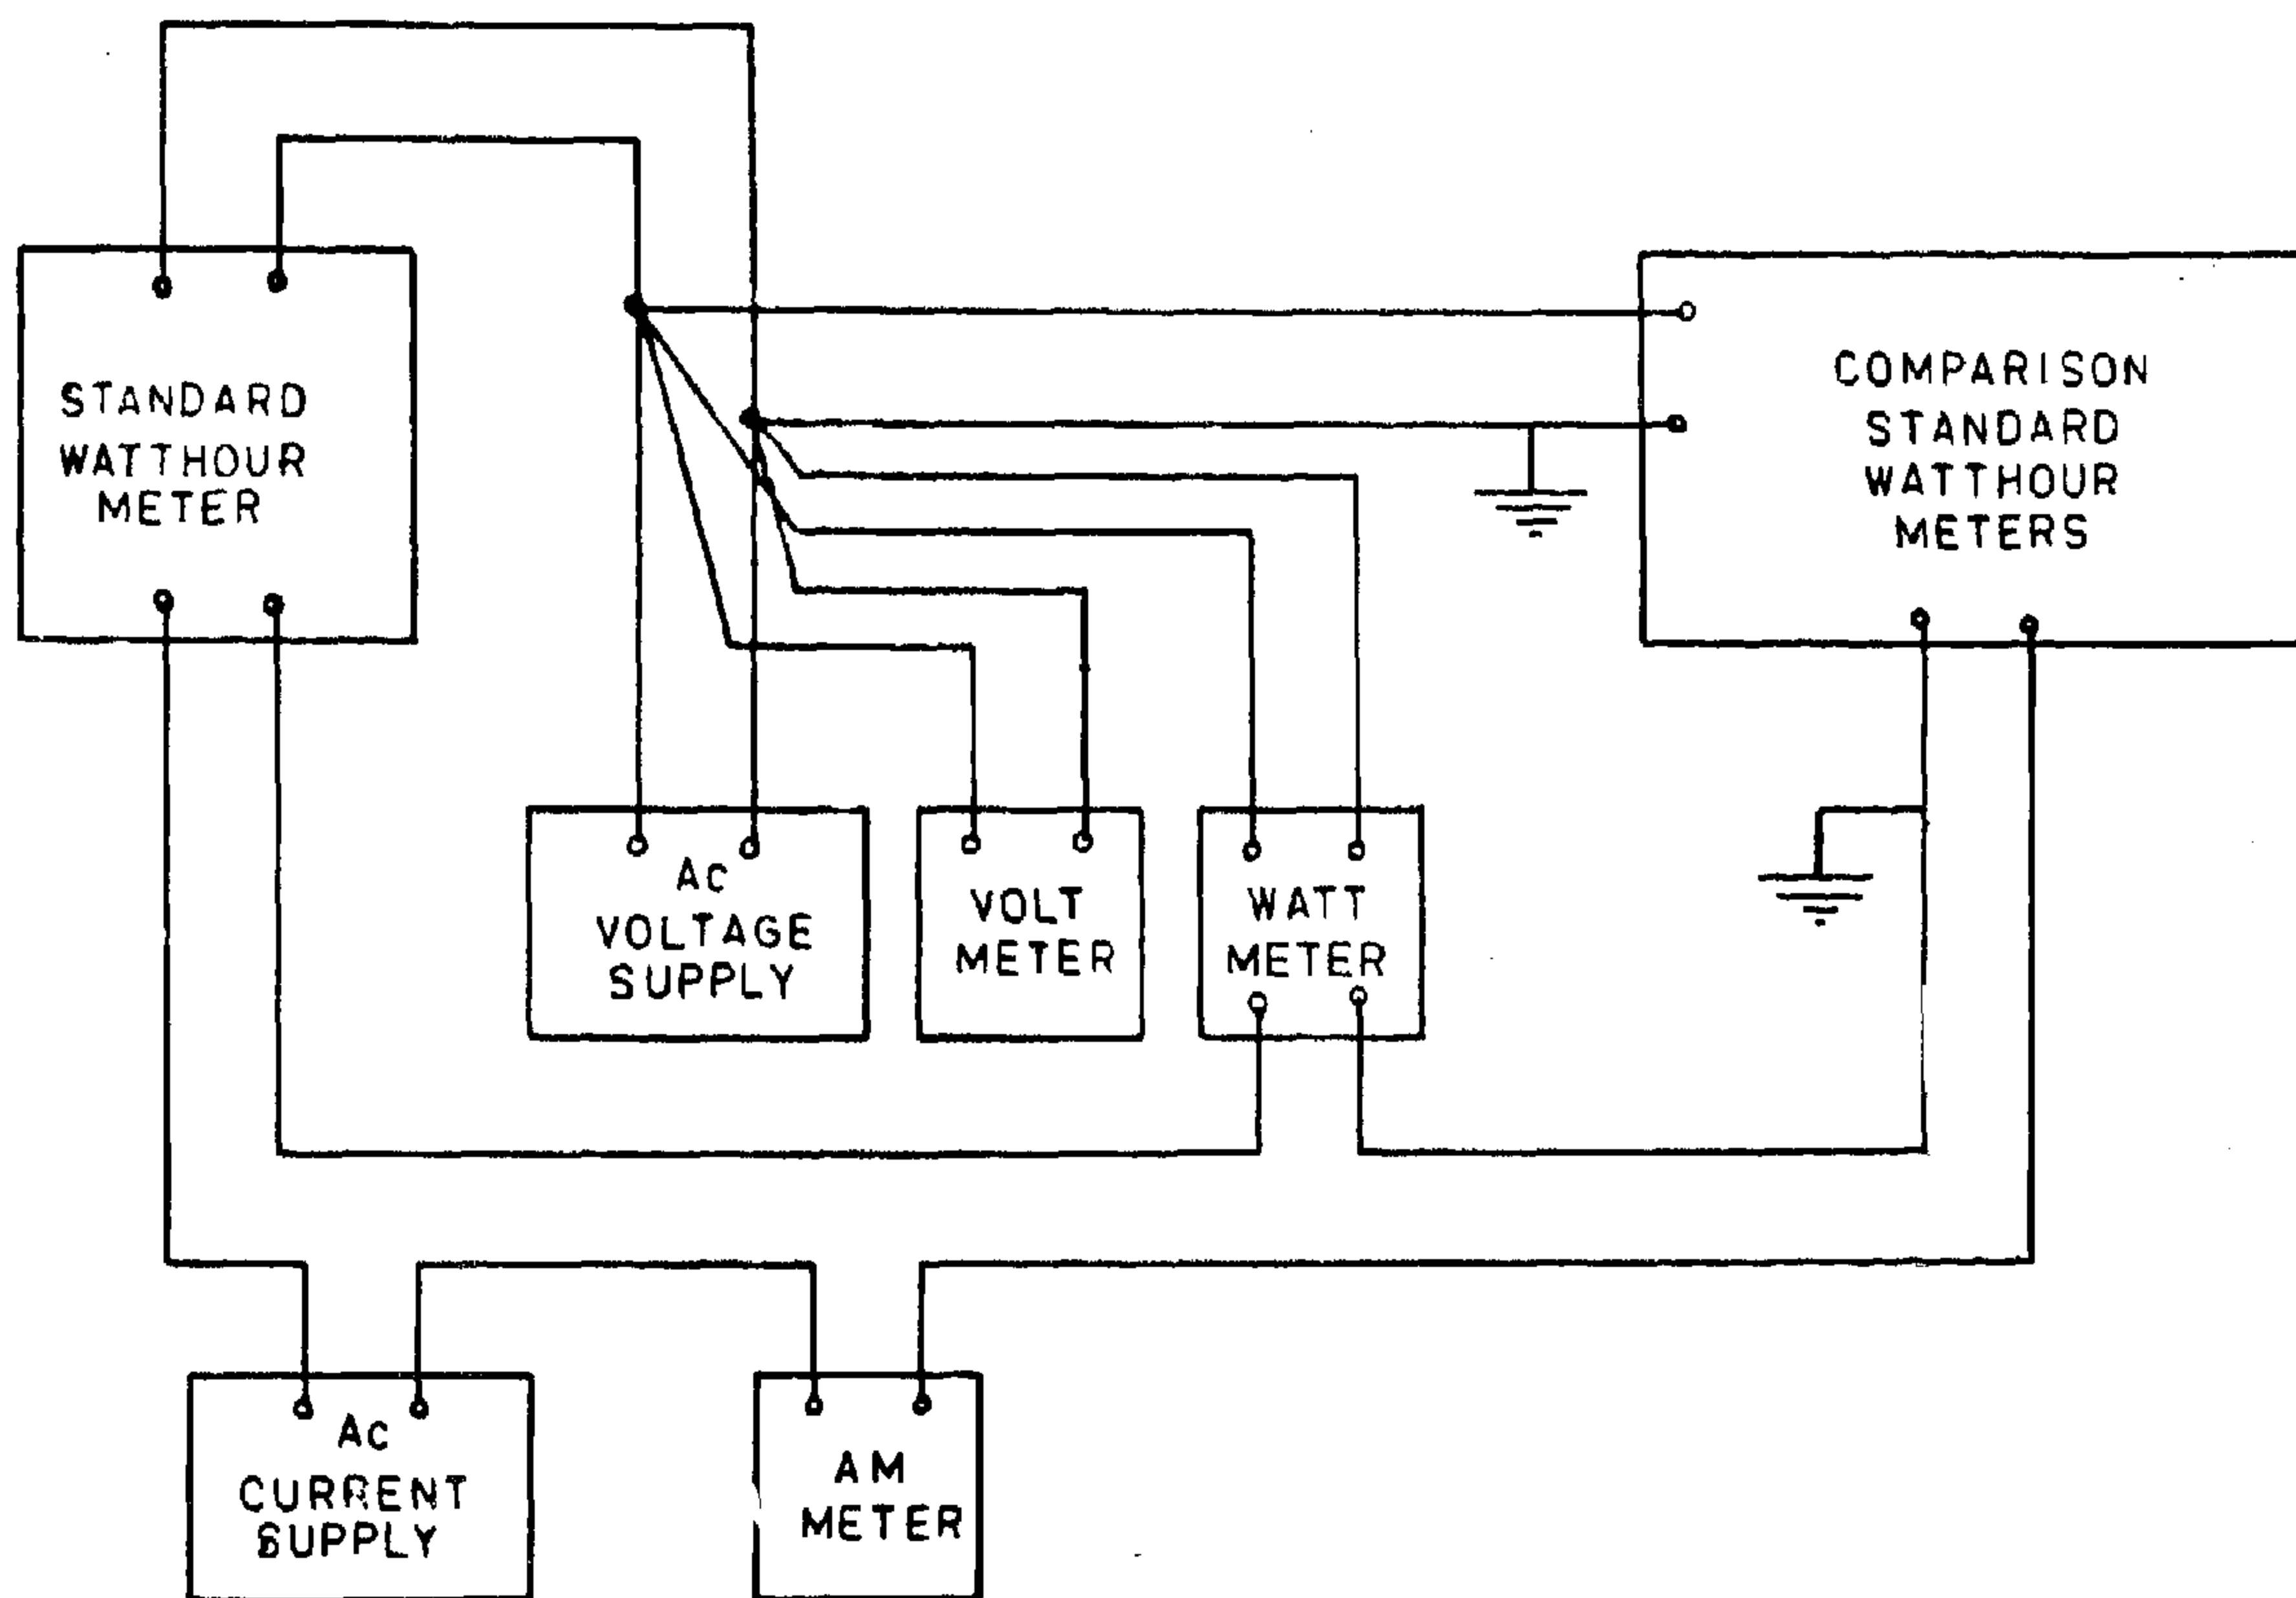 STANDARD
WATTHOUR
METER
COMPARISON
STANDARD
WATTHOUR
METERS
AC
VOLTAGE
SUPPLY
VOLT
METER
WATT
METER
AC
CURRENT
SUPPLY
AM
METER